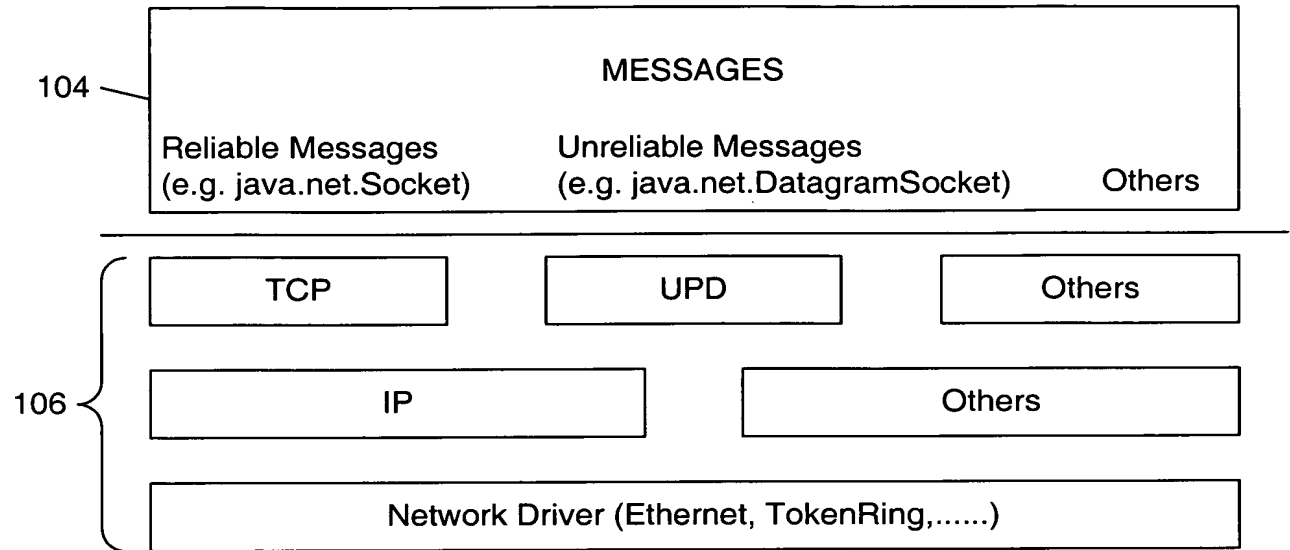 MESSAGES
104
Reliable Messages
(e.g. java.net.Socket)
Unreliable Messages
(e.g. java.net.DatagramSocket)
Others
TCP
UPD
Others
106
IP
Others
Network Driver (Ethernet, TokenRing,......)